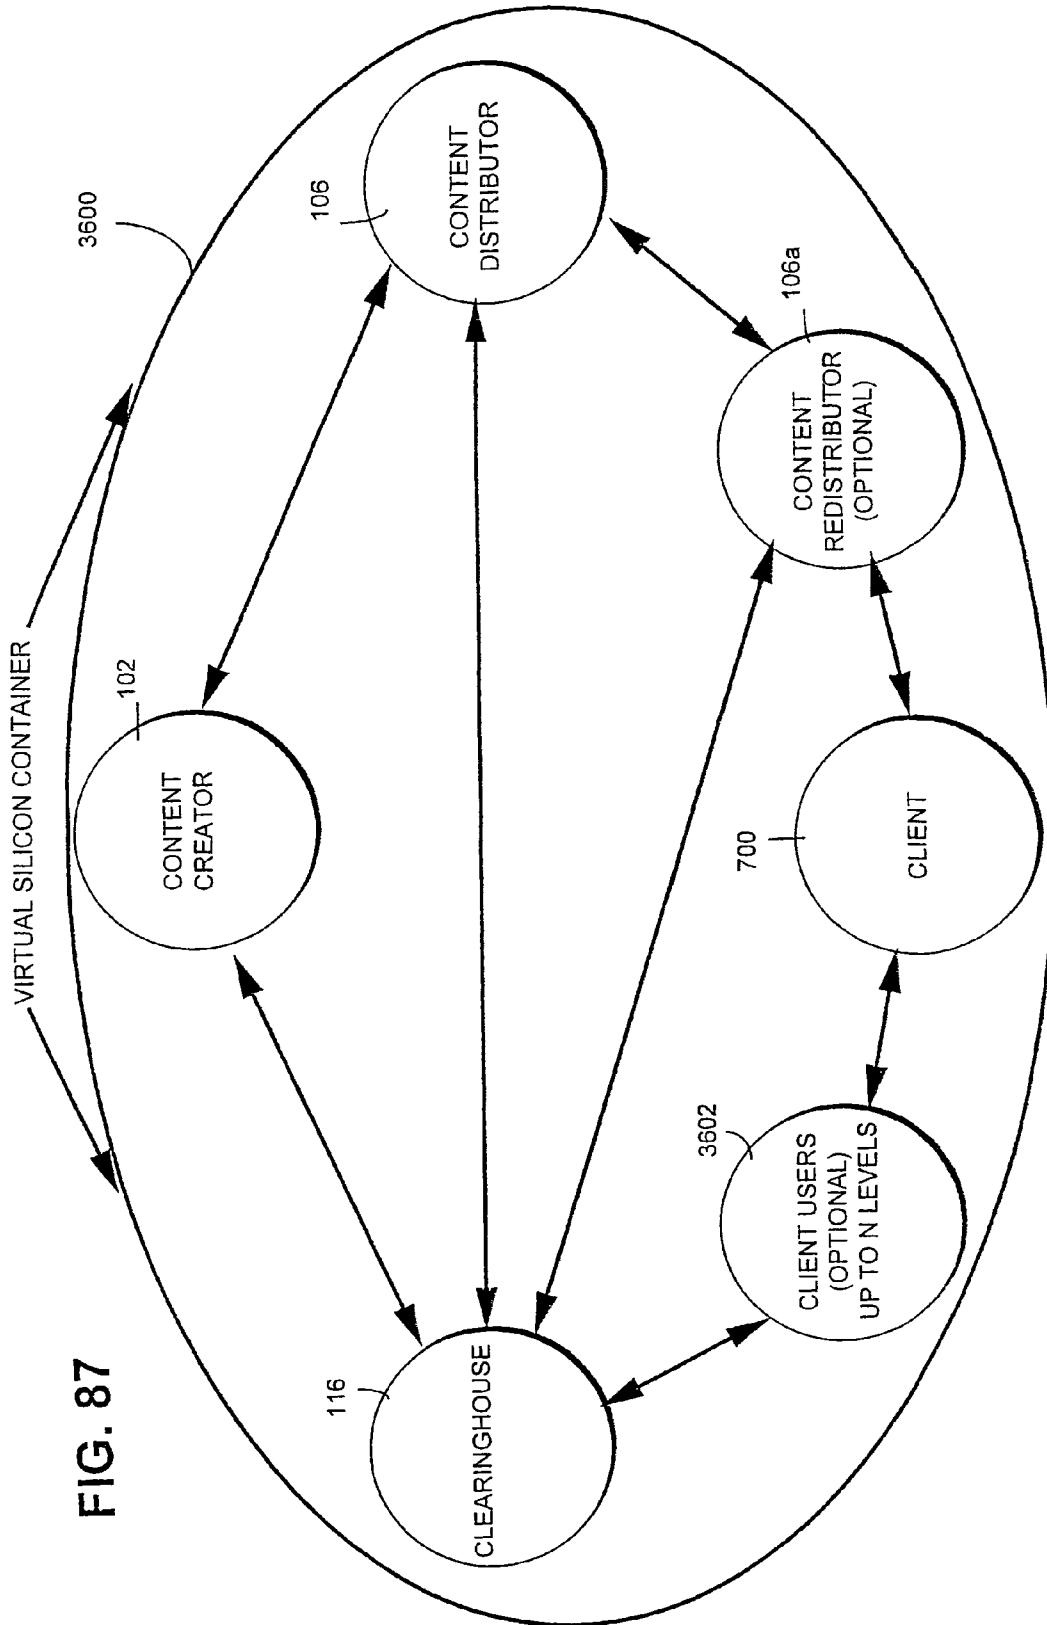 FIG. 87
VIRTUAL SILICON CONTAINER
3600
102
CONTENT
CREATOR
116
CLEARINGHOUSE
106
CONTENT
DISTRIBUTOR
3602
CLIENT USERS
(OPTIONAL)
UP TO N LEVELS
700
CLIENT
106a
CONTENT
REDISTRIBUTOR
(OPTIONAL)